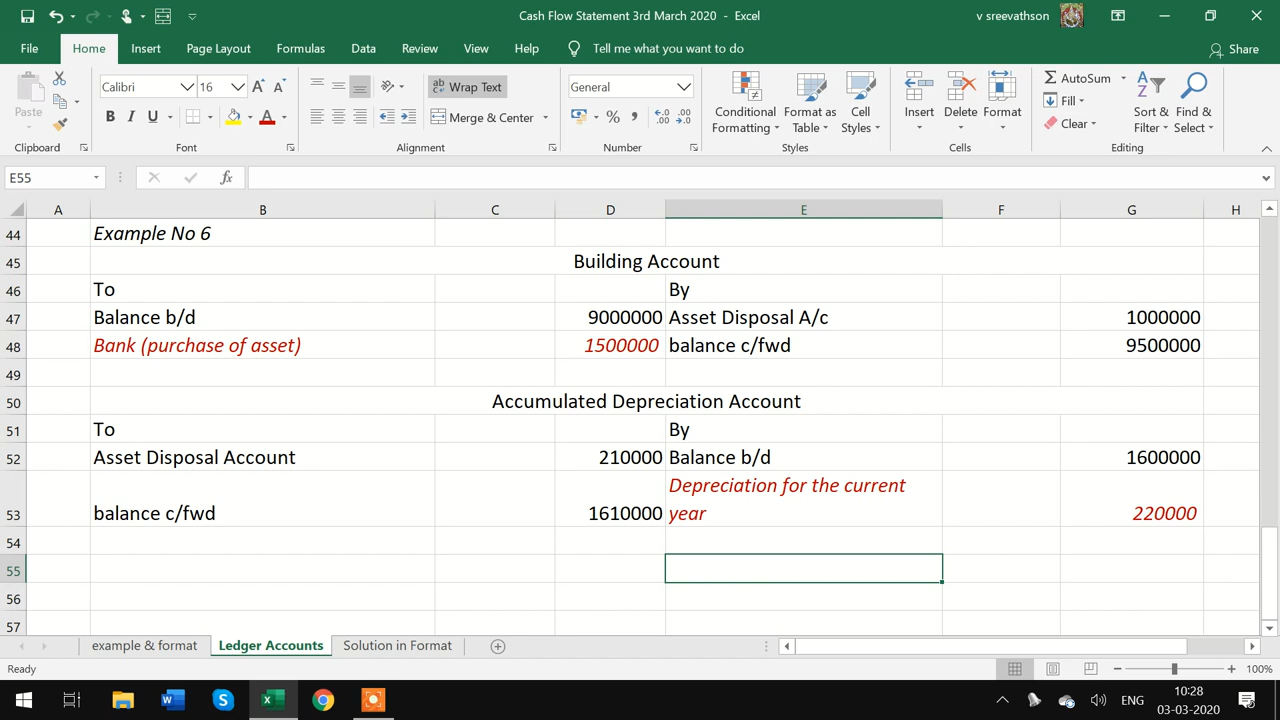 Cash Flow Statement 3rd March 2020 - Excel
v sreevathson
File Home Insert Page Layout Formulas Data Review View Help Tell me what you want to do Share
Paste
Calibri 16
B I U A
Wrap Text
Merge & Center
General
Conditional Formatting
Format as Table
Cell Styles
Insert Delete Format
AutoSum
Fill
Clear
Sort & Filter
Find & Select
Clipboard Font Alignment Number Styles Cells Editing
E55 fx
A B C D E F G H
44 Example No 6
45 Building Account
46 To By
47 Balance b/d 9000000 Asset Disposal A/c 1000000
48 Bank (purchase of asset) 1500000 balance c/fwd 9500000
49
50 Accumulated Depreciation Account
51 To By
52 Asset Disposal Account 210000 Balance b/d 1600000
Depreciation for the current
53 balance c/fwd 1610000 year 220000
54
55
56
57
example & format Ledger Accounts Solution in Format
Ready 100%
ENG
10:28
03-03-2020